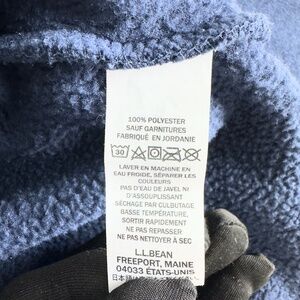 100% POLYESTER
SAUF GARNITURES
FABRIQUÉ EN JORDANIE
30
LAVER EN MACHINE EN
EAU FROIDE, SÉPARER LES
COULEURS
PAS D'EAU DE JAVEL NI
D'ASSOUPLISSANT
SÉCHAGE PAR CULBUTAGE
BASSE TEMPÉRATURE,
SORTIR RAPIDEMENT
NE PAS REPASSER
NE PAS NETTOYER À SEC
L.L.BEAN
FREEPORT, MAINE
04033 ÉTATS-UNIS